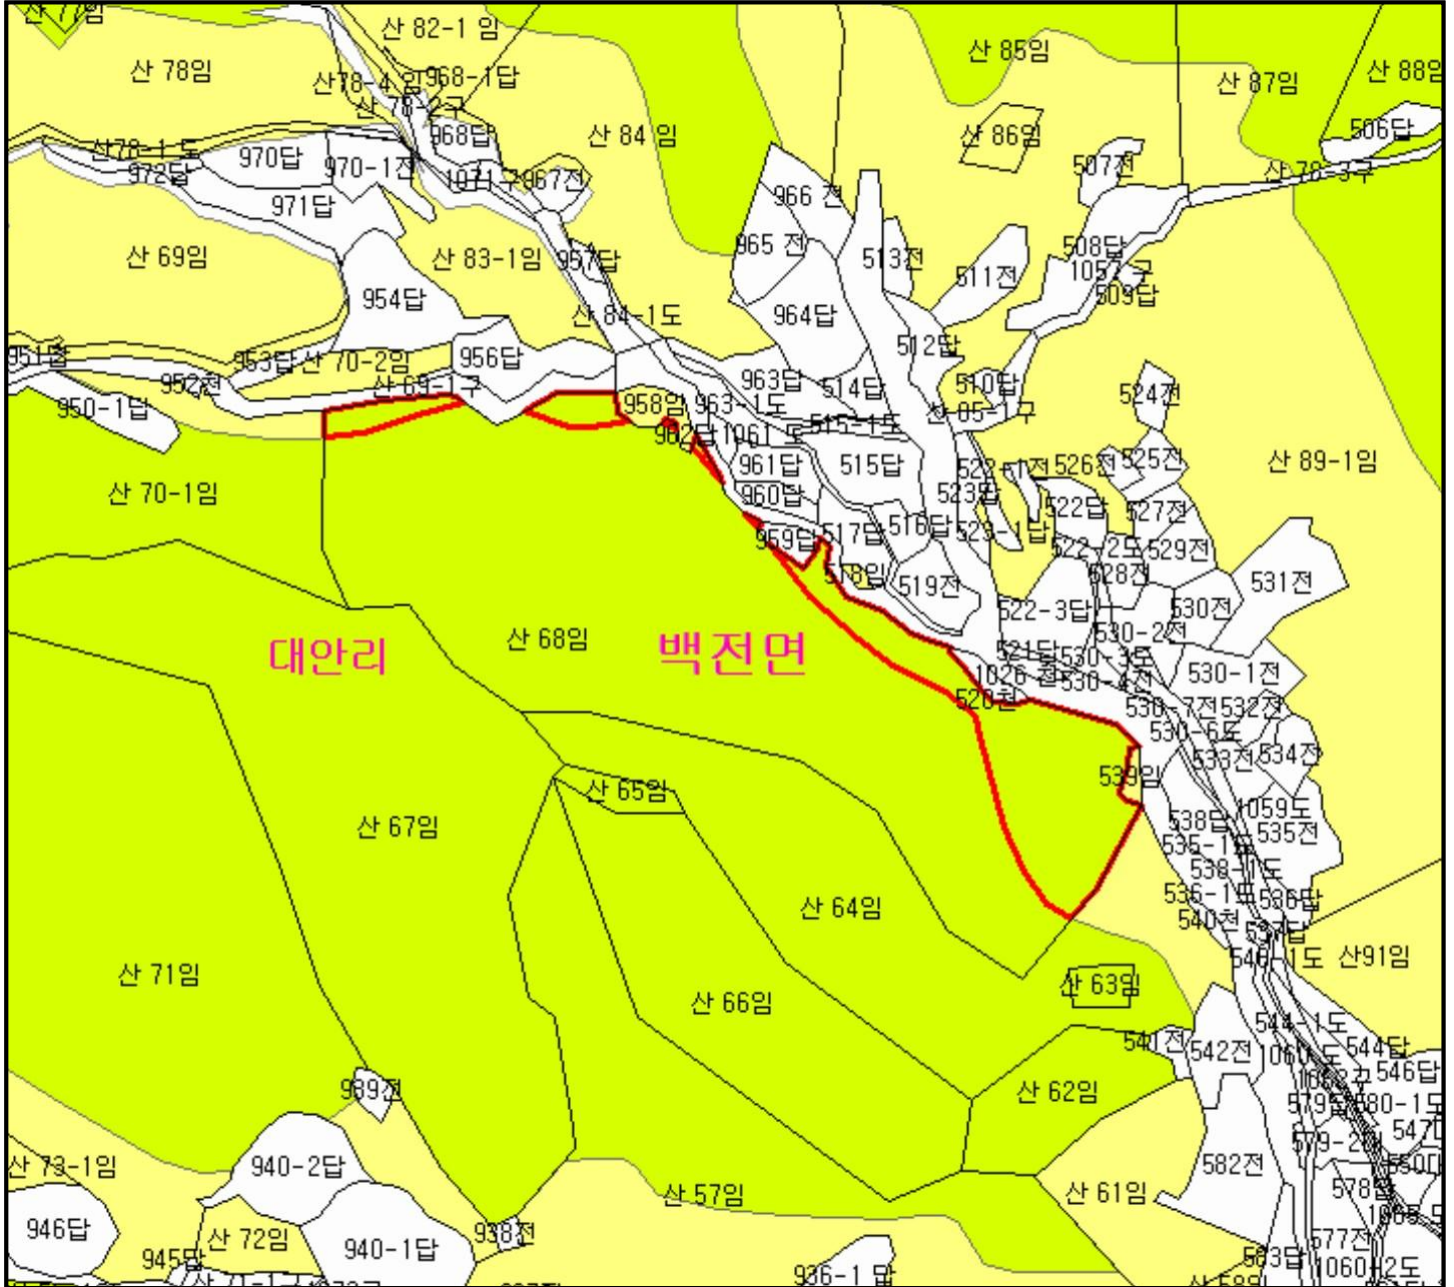 산 77임
산 82-1 임
산 85임
산 78임
산78-4 임
968-1답
산 87임
산 88임
산 78-2구
968답
산 84 임
산 86임
506답
산78-1 도
970답
970-1전
972답
1071구
967전
507전
산 78-3구
971답
966 전
산 69임
산 83-1임
957답
965 전
513전
508답
511전
1057 구
509답
954답
산 84-1도
964답
512답
951답
953답
산 70-2임
956답
952전
산 69-1 구
963답
514답
510답
524전
950-1답
958임
963-1도
962답
1061 도
515-1도
961답
515답
522-1전
526전
525전
산 89-1임
산 70-1임
960답
523답
522답
527전
959답
517답
516답
523-1답
522-2도
529전
518임
519전
528전
531전
522-3답
530전
산 68임
대안리
백전면
530-2전
521답
530-3도
1026 천
530-4전
530-1전
520전
530-7전
532전
530-6도
533전
534전
539임
산 65임
1059도
538답
535전
산 67임
535-1도
538-1도
536-1도
536답
산 64임
540전
537답
546-1도
산91임
산 71임
산 63임
산 66임
544-1도
541전
542전
1060 도
544답
546답
939전
산 62임
579답
580-1도
547
산 73-1임
940-2답
579-2
550
582전
산 57임
산 61임
578답
946답
산 72임
940-1답
938전
577전
945답
583답
1060-2도
936-1 답